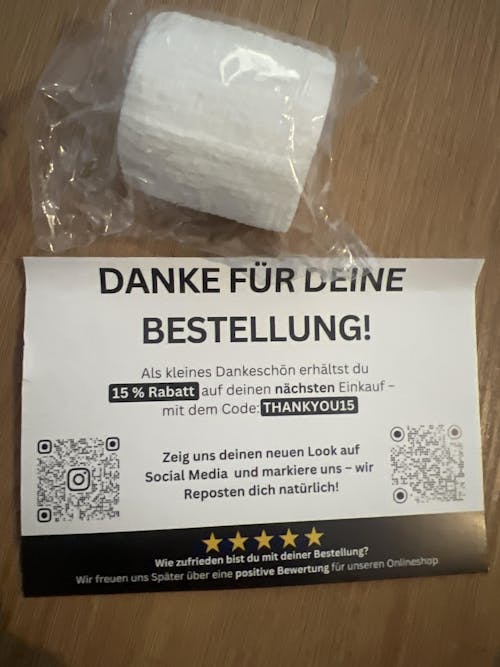 DANKE FÜR DEINE
BESTELLUNG!
Als kleines Dankeschön erhältst du
15 % Rabatt auf deinen nächsten Einkauf –
mit dem Code: THANKYOU15
Zeig uns deinen neuen Look auf
Social Media und markiere uns – wir
Reposten dich natürlich!
Wie zufrieden bist du mit deiner Bestellung?
Wir freuen uns Später über eine positive Bewertung für unseren Onlineshop